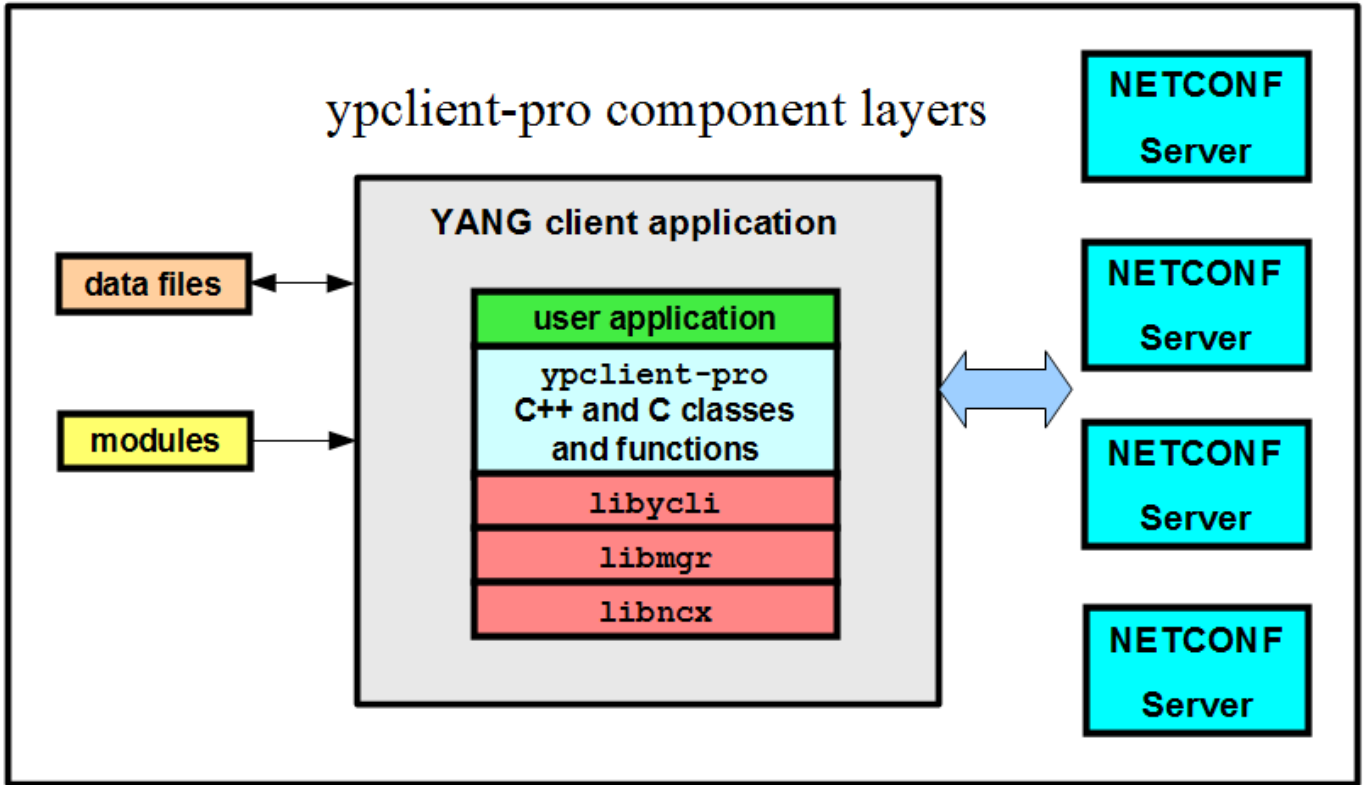 ypclient-pro component layers
YANG client application
data files
modules
user application
ypclient-pro
C++ and C classes
and functions
libycli
libmgr
libncx
NETCONF
Server
NETCONF
Server
NETCONF
Server
NETCONF
Server